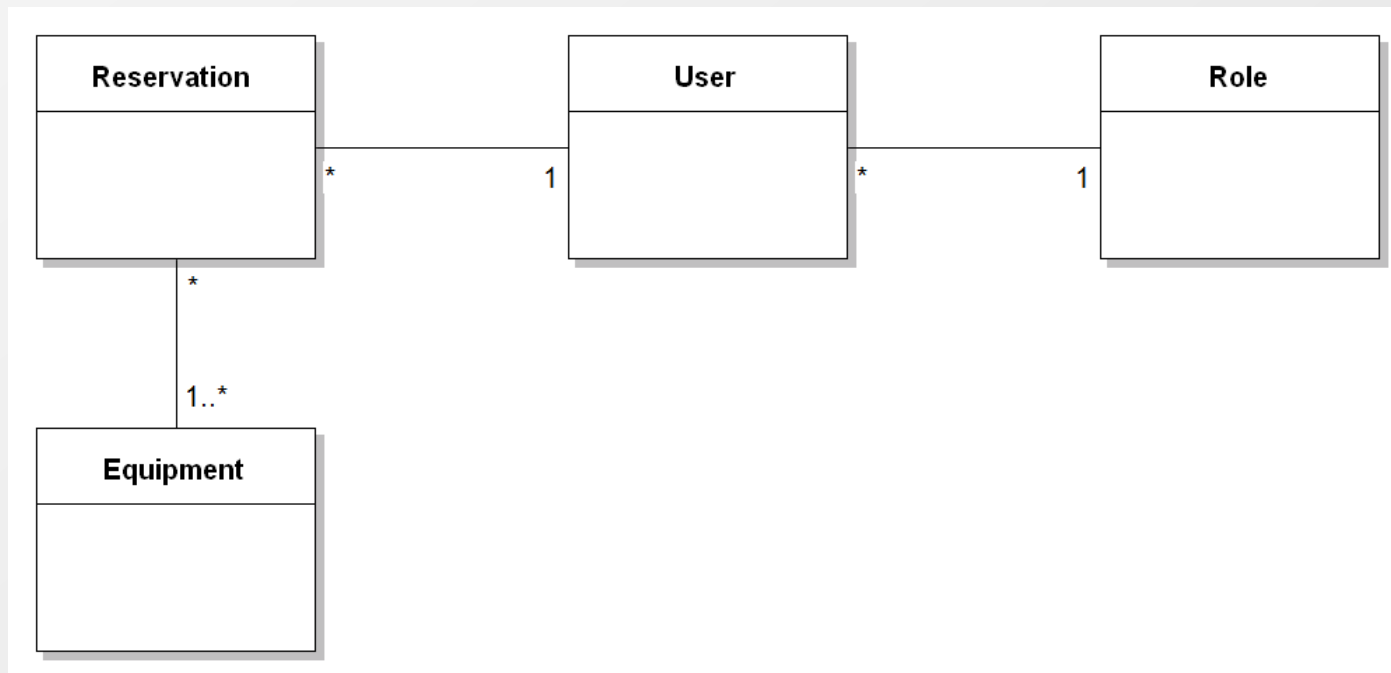 Reservation
User
Role
*
1
*
1
*
1..*
Equipment